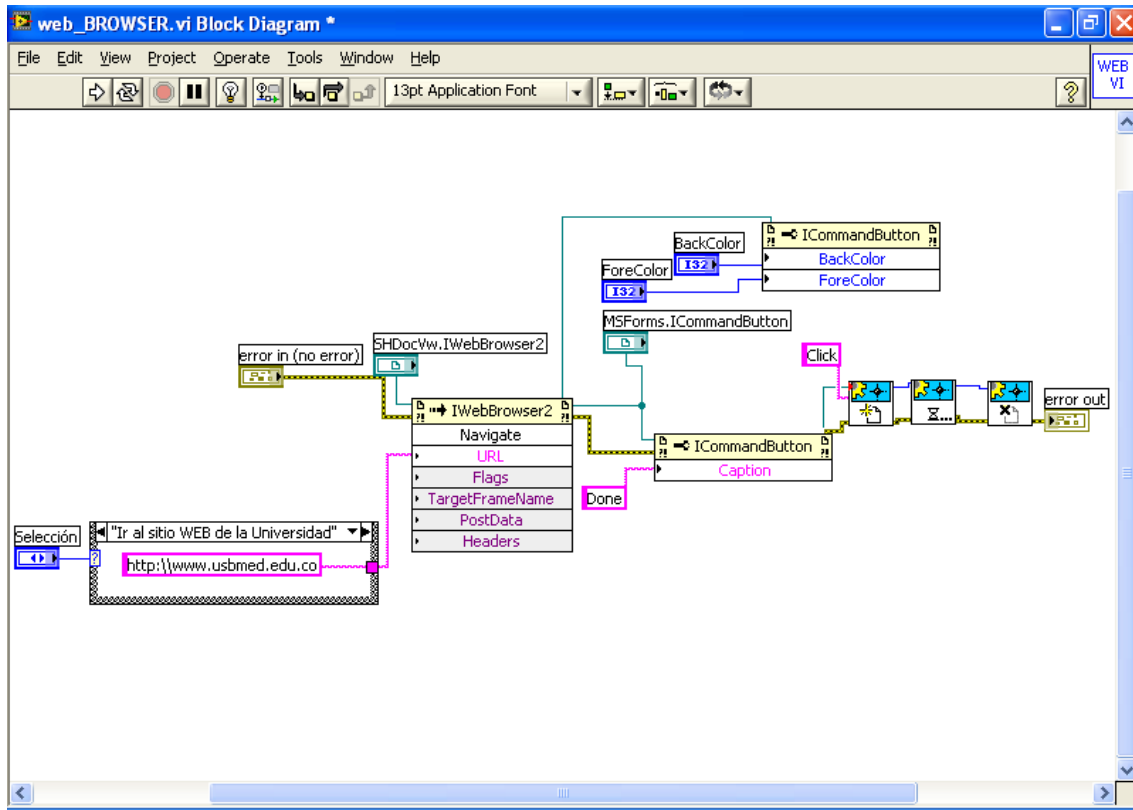 web_BROWSER.vi Block Diagram *
File Edit View Project Operate Tools Window Help
WEB
VI
13pt Application Font
?
ICommandButton
BackColor
ForeColor
BackColor
I32
ForeColor
I32
MSForms.ICommandButton
SHDocVw.IWebBrowser2
error in (no error)
Click
error out
IWebBrowser2
Navigate
URL
Flags
TargetFrameName
PostData
Headers
ICommandButton
Caption
Done
Selección
"Ir al sitio WEB de la Universidad"
?
http:\\www.usbmed.edu.co